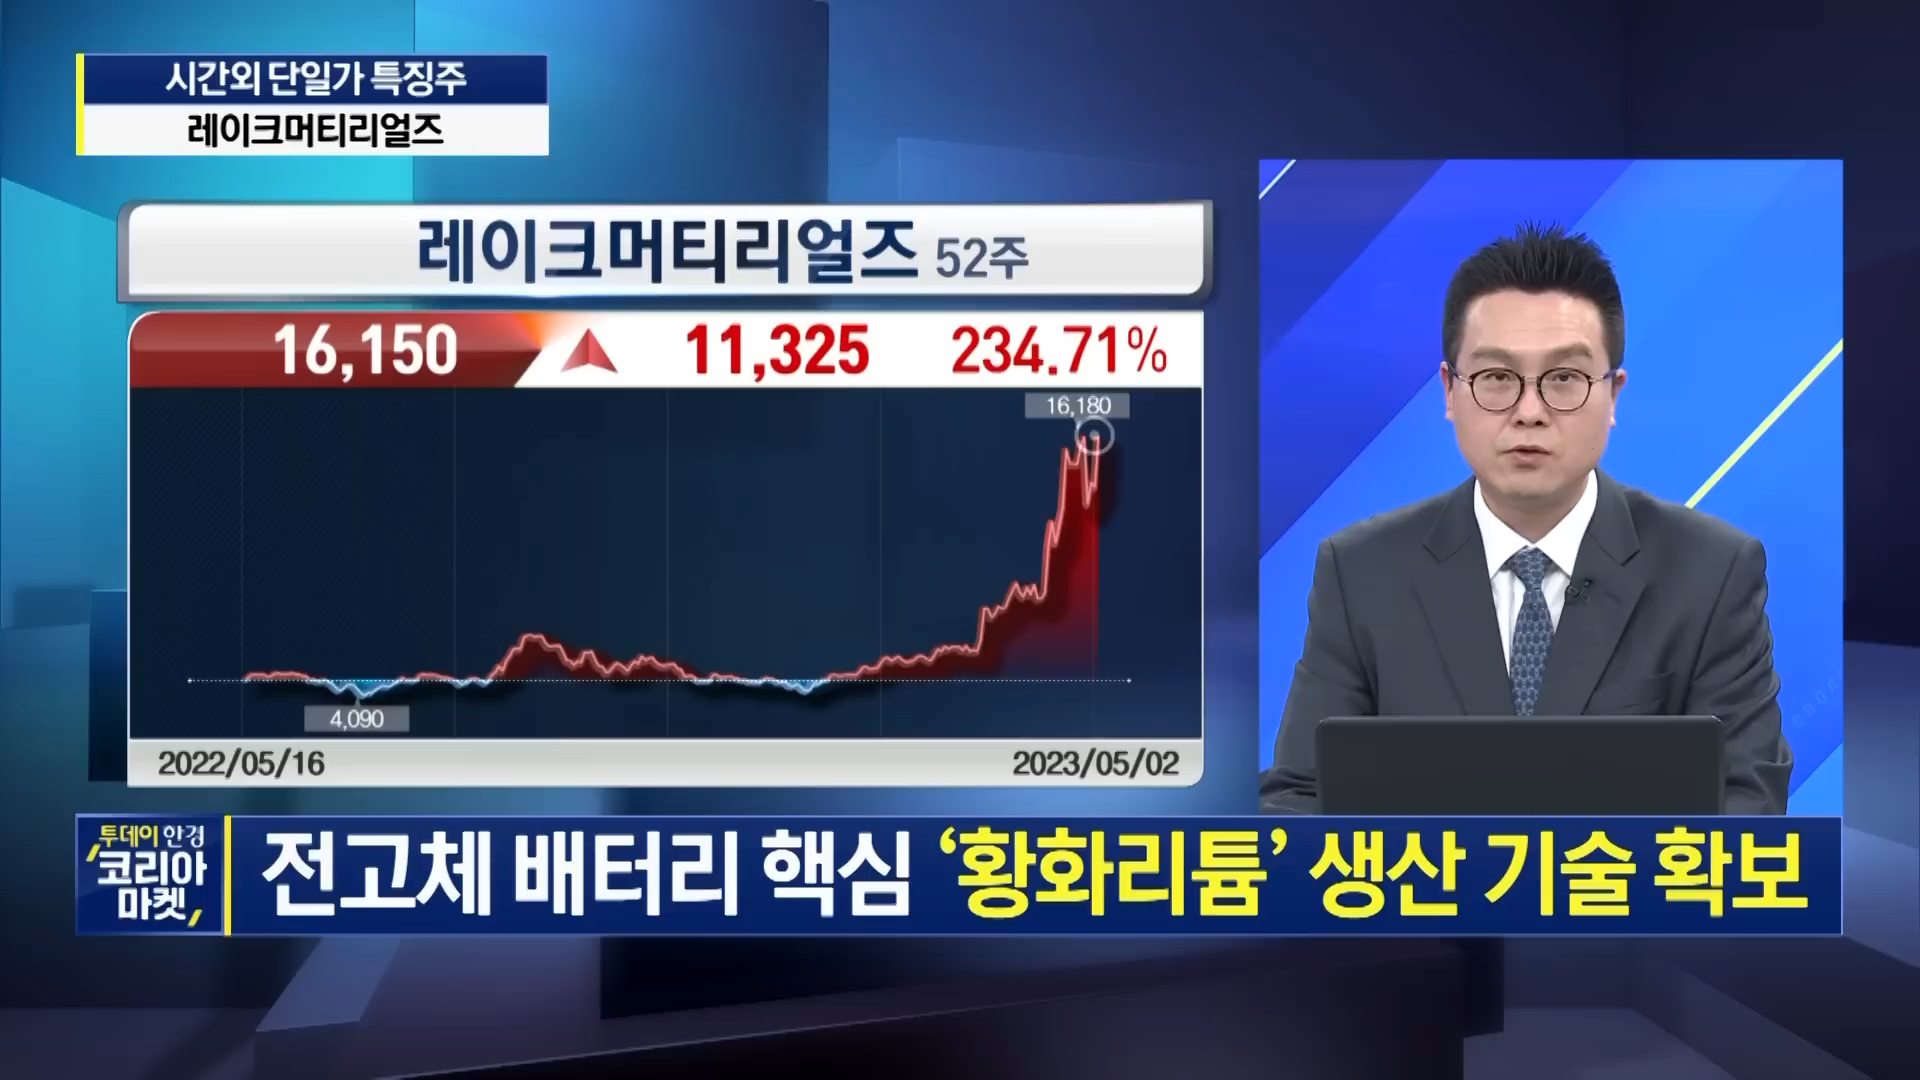 시간외 단일가 특징주
레이크머티리얼즈
레이크머티리얼즈 52주
16,150 11,325 234.71%
16,180
4,090
2022/05/16 2023/05/02
투데이 한경
코리아
마켓
전고체 배터리 핵심 ‘황화리튬’ 생산 기술 확보